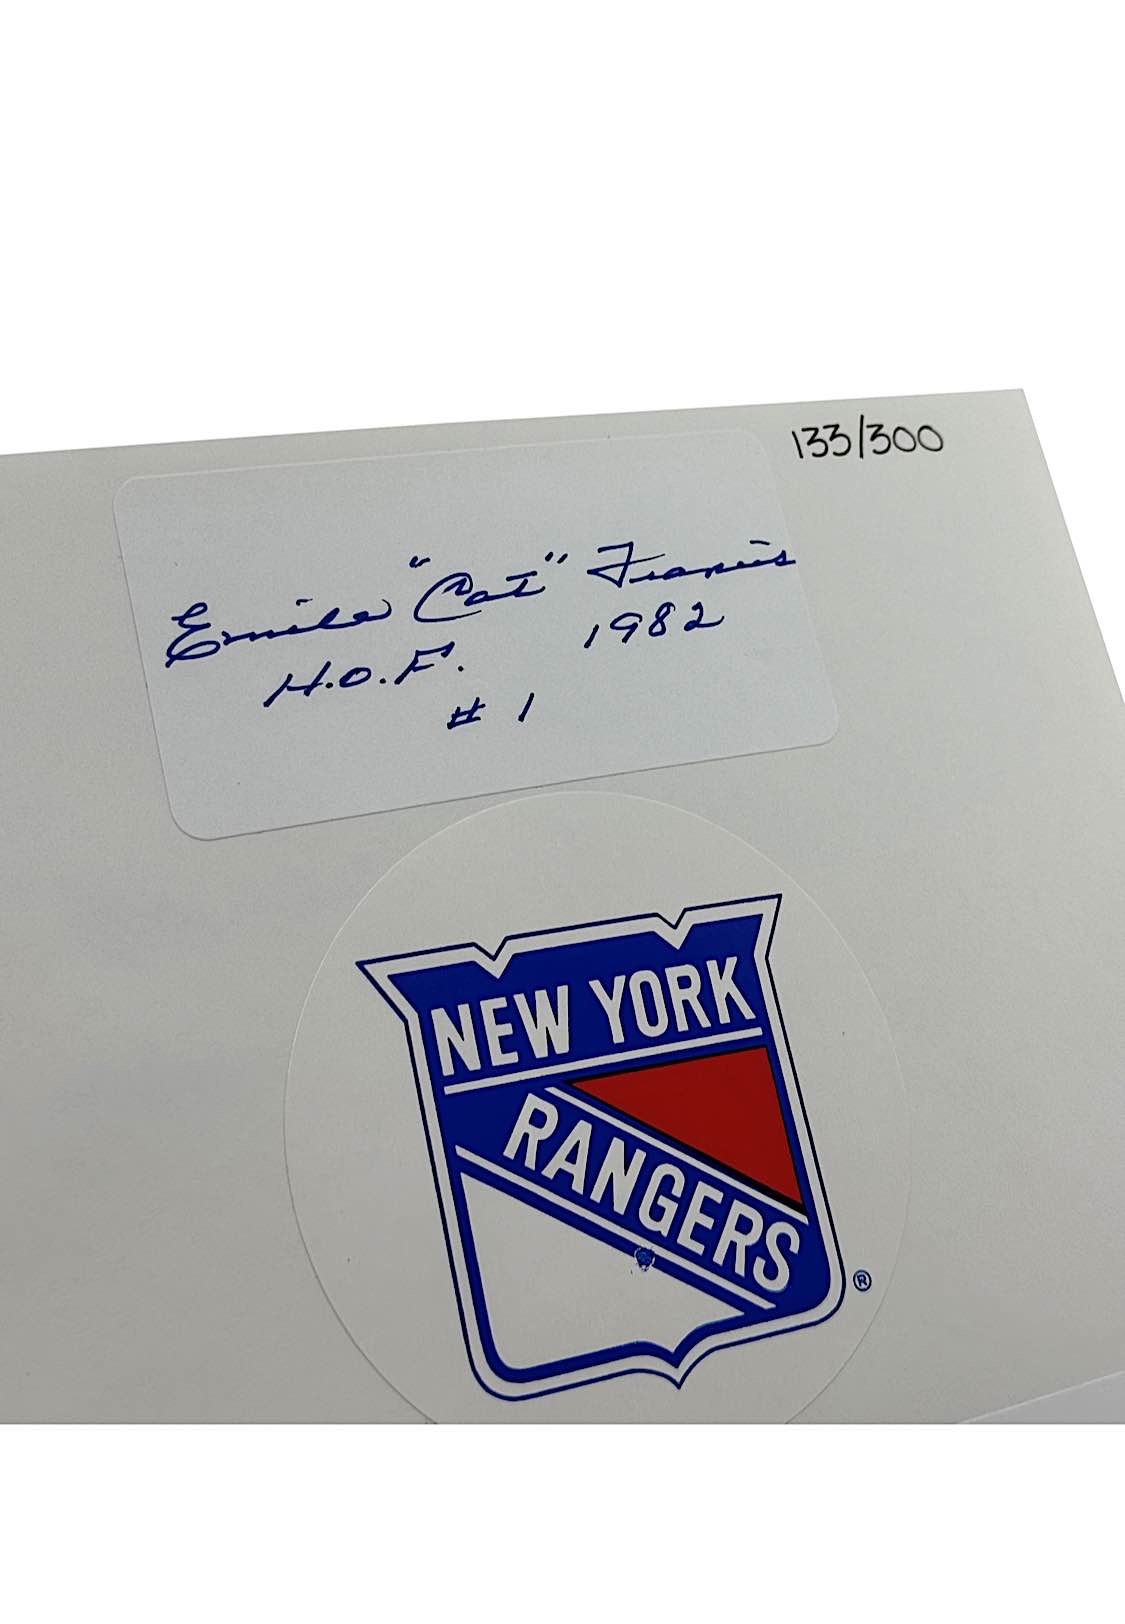 133/300
Emile "Cat" Francis
H.O.F. 1982
# 1
NEW YORK
RANGERS
®